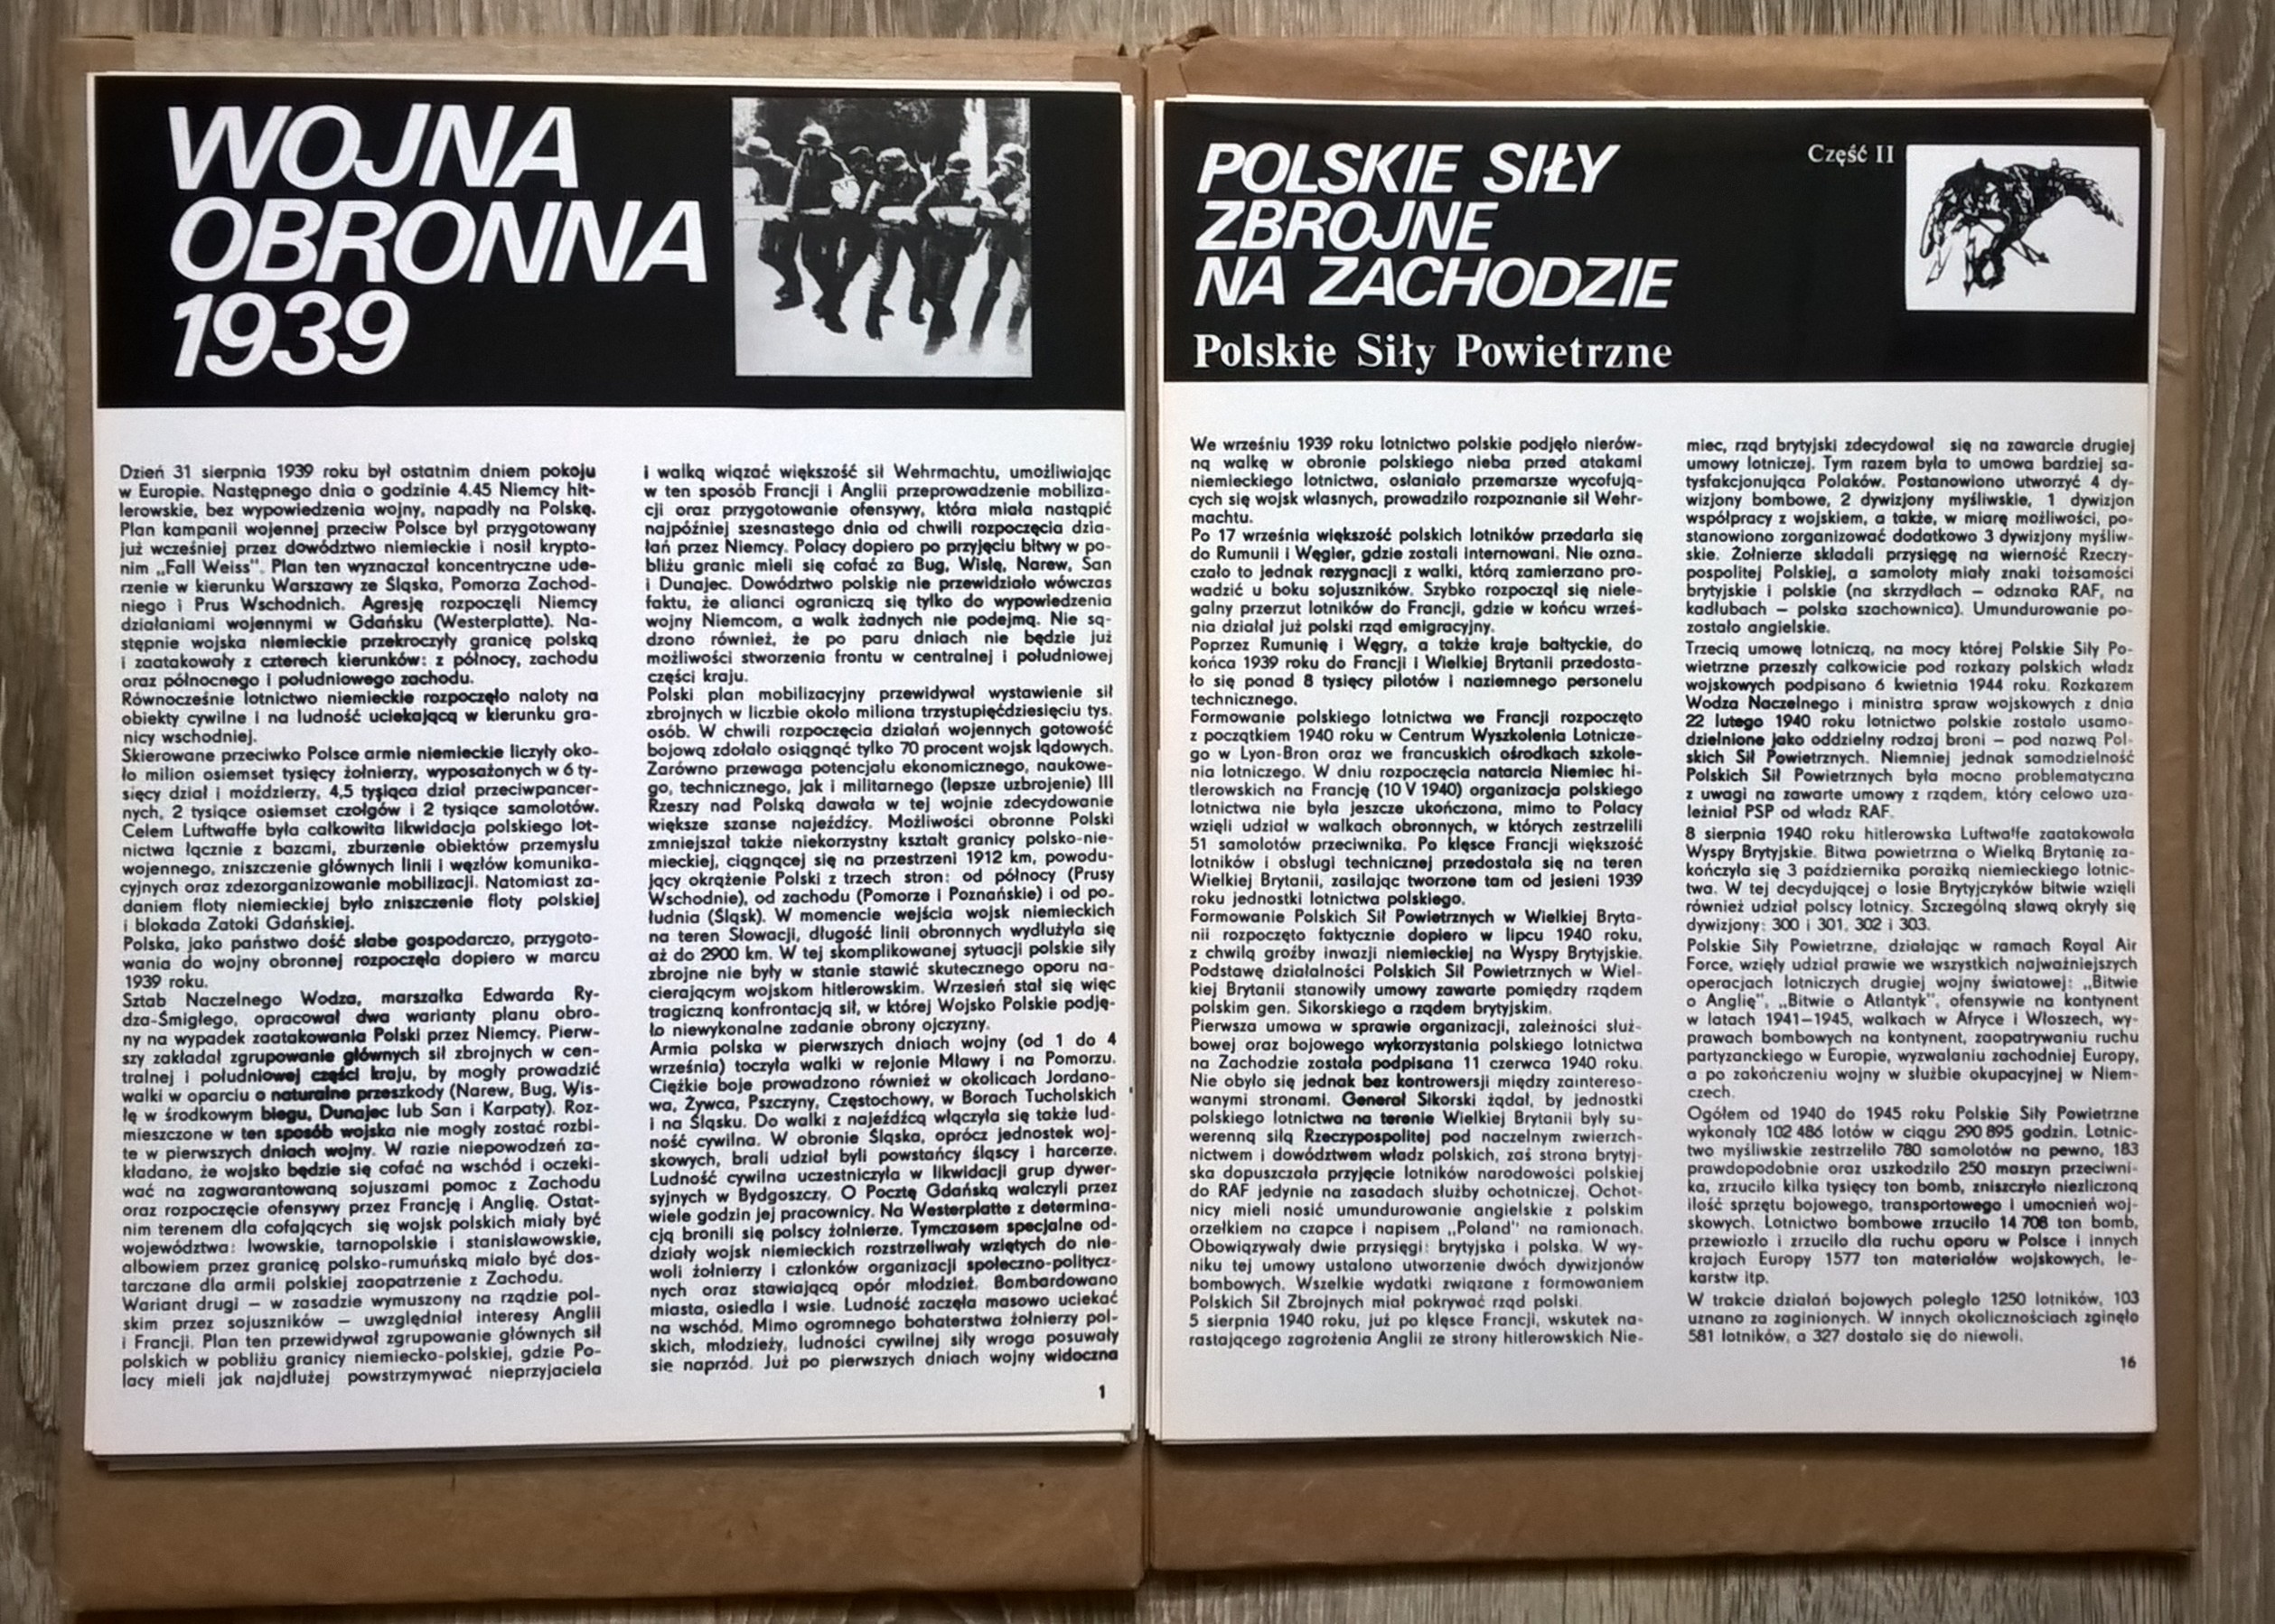 WOJNA
OBRONNA
1939
Dzień 31 sierpnia 1939 roku był ostatnim dniem pokoju
w Europie. Następnego dnia o godzinie 4.45 Niemcy hit-
lerowskie, bez wypowiedzenia wojny, napadły na Polskę.
Plan kampanii wojennej przeciw Polsce był przygotowany
już wcześniej przez dowództwo niemieckie i nosił krypto-
nim „Fall Weiss". Plan ten wyznaczał koncentryczne ude-
rzenie w kierunku Warszawy ze Śląska, Pomorza Zachod-
niego i Prus Wschodnich. Agresję rozpoczęli Niemcy
działaniami wojennymi w Gdańsku (Westerplatte). Na-
stępnie wojska niemieckie przekroczyły granicę polską
i zaatakowały z czterech kierunków: z północy, zachodu
oraz północnego i południowego zachodu.
Równocześnie lotnictwo niemieckie rozpoczęło naloty na
obiekty cywilne i na ludność uciekającą w kierunku gra-
nicy wschodniej.
Skierowane przeciwko Polsce armie niemieckie liczyły oko-
ło milion osiemset tysięcy żołnierzy, wyposażonych w 6 ty-
sięcy dział i moździerzy, 4,5 tysiąca dział przeciwpancer-
nych, 2 tysiące osiemset czołgów i 2 tysiące samolotów.
Celem Luftwaffe była całkowita likwidacja polskiego lot-
nictwa łącznie z bazami, zburzenie obiektów przemysłu
wojennego, zniszczenie głównych linii i węzłów komunika-
cyjnych oraz zdezorganizowanie mobilizacji. Natomiast za-
daniem floty niemieckiej było zniszczenie floty polskiej
i blokada Zatoki Gdańskiej.
Polska, jako państwo dość słabe gospodarczo, przygoto-
wania do wojny obronnej rozpoczęła dopiero w marcu
1939 roku.
Sztab Naczelnego Wodza, marszałka Edwarda Ry-
dza-Śmigłego, opracował dwa warianty planu obro-
ny na wypadek zaatakowania Polski przez Niemcy. Pierw-
szy zakładał zgrupowanie głównych sił zbrojnych w cen-
tralnej i południowej części kraju, by mogły prowadzić
walki w oparciu o naturalne przeszkody (Narew, Bug, Wis-
łę w środkowym biegu, Dunajec lub San i Karpaty). Roz-
mieszczone w ten sposób wojska nie mogły zostać rozbi-
te w pierwszych dniach wojny. W razie niepowodzeń za-
kładano, że wojsko będzie się cofać na wschód i oczeki-
wać na zagwarantowaną sojuszami pomoc z Zachodu
oraz rozpoczęcie ofensywy przez Francję i Anglię. Ostat-
nim terenem dla cofających się wojsk polskich miały być
województwa: lwowskie, tarnopolskie i stanisławowskie,
albowiem przez granicę polsko-rumuńską miało być dos-
tarczane dla armii polskiej zaopatrzenie z Zachodu.
Wariant drugi – w zasadzie wymuszony na rządzie pol-
skim przez sojuszników – uwzględniał interesy Anglii
i Francji. Plan ten przewidywał zgrupowanie głównych sił
polskich w pobliżu granicy niemiecko-polskiej, gdzie Po-
lacy mieli jak najdłużej powstrzymywać nieprzyjaciela
i walką wiązać większość sił Wehrmachtu, umożliwiając
w ten sposób Francji i Anglii przeprowadzenie mobiliza-
cji oraz przygotowanie ofensywy, która miała nastąpić
najpóźniej szesnastego dnia od chwili rozpoczęcia dzia-
łań przez Niemcy. Polacy dopiero po przyjęciu bitwy w po-
bliżu granic mieli się cofać za Bug, Wisłę, Narew, San
i Dunajec. Dowództwo polskie nie przewidziało wówczas
faktu, że alianci ograniczą się tylko do wypowiedzenia
wojny Niemcom, a walk żadnych nie podejmą. Nie są-
dzono również, że po paru dniach nie będzie już
możliwości stworzenia frontu w centralnej i południowej
części kraju.
Polski plan mobilizacyjny przewidywał wystawienie sił
zbrojnych w liczbie około miliona trzystupięćdziesięciu tys.
osób. W chwili rozpoczęcia działań wojennych gotowość
bojową zdołało osiągnąć tylko 70 procent wojsk lądowych.
Zarówno przewaga potencjału ekonomicznego, naukowe-
go, technicznego, jak i militarnego (lepsze uzbrojenie) III
Rzeszy nad Polską dawała w tej wojnie zdecydowanie
większe szanse najeźdźcy. Możliwości obronne Polski
zmniejszał także niekorzystny kształt granicy polsko-nie-
mieckiej, ciągnącej się na przestrzeni 1912 km, powodu-
jący okrążenie Polski z trzech stron: od północy (Prusy
Wschodnie), od zachodu (Pomorze i Poznańskie) i od po-
łudnia (Śląsk). W momencie wejścia wojsk niemieckich
na teren Słowacji, długość linii obronnych wydłużyła się
aż do 2900 km. W tej skomplikowanej sytuacji polskie siły
zbrojne nie były w stanie stawić skutecznego oporu na-
cierającym wojskom hitlerowskim. Wrzesień stał się więc
tragiczną konfrontacją sił, w której Wojsko Polskie podję-
ło niewykonalne zadanie obrony ojczyzny.
Armia polska w pierwszych dniach wojny (od 1 do 4
września) toczyła walki w rejonie Mławy i na Pomorzu.
Ciężkie boje prowadzono również w okolicach Jordano-
wa, Żywca, Pszczyny, Częstochowy, w Borach Tucholskich
i na Śląsku. Do walki z najeźdźcą włączyła się także lud-
ność cywilna. W obronie Śląska, oprócz jednostek woj-
skowych, brali udział byli powstańcy śląscy i harcerze.
Ludność cywilna uczestniczyła w likwidacji grup dywer-
syjnych w Bydgoszczy. O Pocztę Gdańską walczyli przez
wiele godzin jej pracownicy. Na Westerplatte z determina-
cją bronili się polscy żołnierze. Tymczasem specjalne od-
działy wojsk niemieckich rozstrzeliwały wziętych do nie-
woli żołnierzy i członków organizacji społeczno-politycz-
nych oraz stawiającą opór młodzież. Bombardowano
miasta, osiedla i wsie. Ludność zaczęła masowo uciekać
na wschód. Mimo ogromnego bohaterstwa żołnierzy pol-
skich, młodzieży, ludności cywilnej siły wroga posuwały
się naprzód. Już po pierwszych dniach wojny widoczna
1
POLSKIE SIŁY
ZBROJNE
NA ZACHODZIE
Część II
Polskie Siły Powietrzne
We wrześniu 1939 roku lotnictwo polskie podjęło nierów-
ną walkę w obronie polskiego nieba przed atakami
niemieckiego lotnictwa, osłaniało przemarsze wycofują-
cych się wojsk własnych, prowadziło rozpoznanie sił Wehr-
machtu.
Po 17 września większość polskich lotników przedarła się
do Rumunii i Węgier, gdzie zostali internowani. Nie ozna-
czało to jednak rezygnacji z walki, którą zamierzano pro-
wadzić u boku sojuszników. Szybko rozpoczął się niele-
galny przerzut lotników do Francji, gdzie w końcu wrześ-
nia działał już polski rząd emigracyjny.
Poprzez Rumunię i Węgry, a także kraje bałtyckie, do
końca 1939 roku do Francji i Wielkiej Brytanii przedosta-
ło się ponad 8 tysięcy pilotów i naziemnego personelu
technicznego.
Formowanie polskiego lotnictwa we Francji rozpoczęto
z początkiem 1940 roku w Centrum Wyszkolenia Lotnicze-
go w Lyon-Bron oraz we francuskich ośrodkach szkole-
nia lotniczego. W dniu rozpoczęcia natarcia Niemiec hi-
tlerowskich na Francję (10 V 1940) organizacja polskiego
lotnictwa nie była jeszcze ukończona, mimo to Polacy
wzięli udział w walkach obronnych, w których zestrzelili
51 samolotów przeciwnika. Po klęsce Francji większość
lotników i obsługi technicznej przedostała się na teren
Wielkiej Brytanii, zasilając tworzone tam od jesieni 1939
roku jednostki lotnictwa polskiego.
Formowanie Polskich Sił Powietrznych w Wielkiej Bryta-
nii rozpoczęto faktycznie dopiero w lipcu 1940 roku,
z chwilą groźby inwazji niemieckiej na Wyspy Brytyjskie.
Podstawę działalności Polskich Sił Powietrznych w Wiel-
kiej Brytanii stanowiły umowy zawarte pomiędzy rządem
polskim gen. Sikorskiego a rządem brytyjskim.
Pierwsza umowa w sprawie organizacji, zależności służ-
bowej oraz bojowego wykorzystania polskiego lotnictwa
na Zachodzie została podpisana 11 czerwca 1940 roku.
Nie obyło się jednak bez kontrowersji między zaintereso-
wanymi stronami. Generał Sikorski żądał, by jednostki
polskiego lotnictwa na terenie Wielkiej Brytanii były su-
werenną siłą Rzeczypospolitej pod naczelnym zwierzch-
nictwem i dowództwem władz polskich, zaś strona brytyj-
ska dopuszczała przyjęcie lotników narodowości polskiej
do RAF jedynie na zasadach służby ochotniczej. Ochot-
nicy mieli nosić umundurowanie angielskie z polskim
orzełkiem na czapce i napisem „Poland" na ramionach.
Obowiązywały dwie przysięgi: brytyjska i polska. W wy-
niku tej umowy ustalono utworzenie dwóch dywizjonów
bombowych. Wszelkie wydatki związane z formowaniem
Polskich Sił Zbrojnych miał pokrywać rząd polski.
5 sierpnia 1940 roku, już po klęsce Francji, wskutek na-
rastającego zagrożenia Anglii ze strony hitlerowskich Nie-
miec, rząd brytyjski zdecydował się na zawarcie drugiej
umowy lotniczej. Tym razem była to umowa bardziej sa-
tysfakcjonująca Polaków. Postanowiono utworzyć 4 dy-
wizjony bombowe, 2 dywizjony myśliwskie, 1 dywizjon
współpracy z wojskiem, a także, w miarę możliwości, po-
stanowiono zorganizować dodatkowo 3 dywizjony myśliw-
skie. Żołnierze składali przysięgę na wierność Rzeczy-
pospolitej Polskiej, a samoloty miały znaki tożsamości
brytyjskie i polskie (na skrzydłach – odznaka RAF, na
kadłubach – polska szachownica). Umundurowanie po-
zostało angielskie.
Trzecią umowę lotniczą, na mocy której Polskie Siły Po-
wietrzne przeszły całkowicie pod rozkazy polskich władz
wojskowych podpisano 6 kwietnia 1944 roku. Rozkazem
Wodza Naczelnego i ministra spraw wojskowych z dnia
22 lutego 1940 roku lotnictwo polskie zostało usamo-
dzielnione jako oddzielny rodzaj broni – pod nazwą Pol-
skich Sił Powietrznych. Niemniej jednak samodzielność
Polskich Sił Powietrznych była mocno problematyczna
z uwagi na zawarte umowy z rządem, który celowo uza-
leżniał PSP od władz RAF.
8 sierpnia 1940 roku hitlerowska Luftwaffe zaatakowała
Wyspy Brytyjskie. Bitwa powietrzna o Wielką Brytanię za-
kończyła się 3 października porażką niemieckiego lotnic-
twa. W tej decydującej o losie Brytyjczyków bitwie wzięli
również udział polscy lotnicy. Szczególną sławą okryły się
dywizjony: 300 i 301, 302 i 303.
Polskie Siły Powietrzne, działając w ramach Royal Air
Force, wzięły udział prawie we wszystkich najważniejszych
operacjach lotniczych drugiej wojny światowej: „Bitwie
o Anglię", „Bitwie o Atlantyk", ofensywie na kontynent
w latach 1941–1945, walkach w Afryce i Włoszech, wy-
prawach bombowych na kontynent, zaopatrywaniu ruchu
partyzanckiego w Europie, wyzwalaniu zachodniej Europy,
a po zakończeniu wojny w służbie okupacyjnej w Niem-
czech.
Ogółem od 1940 do 1945 roku Polskie Siły Powietrzne
wykonały 102 486 lotów w ciągu 290 895 godzin. Lotnic-
two myśliwskie zestrzeliło 780 samolotów na pewno, 183
prawdopodobnie oraz uszkodziło 250 maszyn przeciwni-
ka, zrzuciło kilka tysięcy ton bomb, zniszczyło niezliczoną
ilość sprzętu bojowego, transportowego i umocnień woj-
skowych. Lotnictwo bombowe zrzuciło 14 708 ton bomb,
przewiozło i zrzuciło dla ruchu oporu w Polsce i innych
krajach Europy 1577 ton materiałów wojskowych, le-
karstw itp.
W trakcie działań bojowych poległo 1250 lotników, 103
uznano za zaginionych. W innych okolicznościach zginęło
581 lotników, a 327 dostało się do niewoli.
16